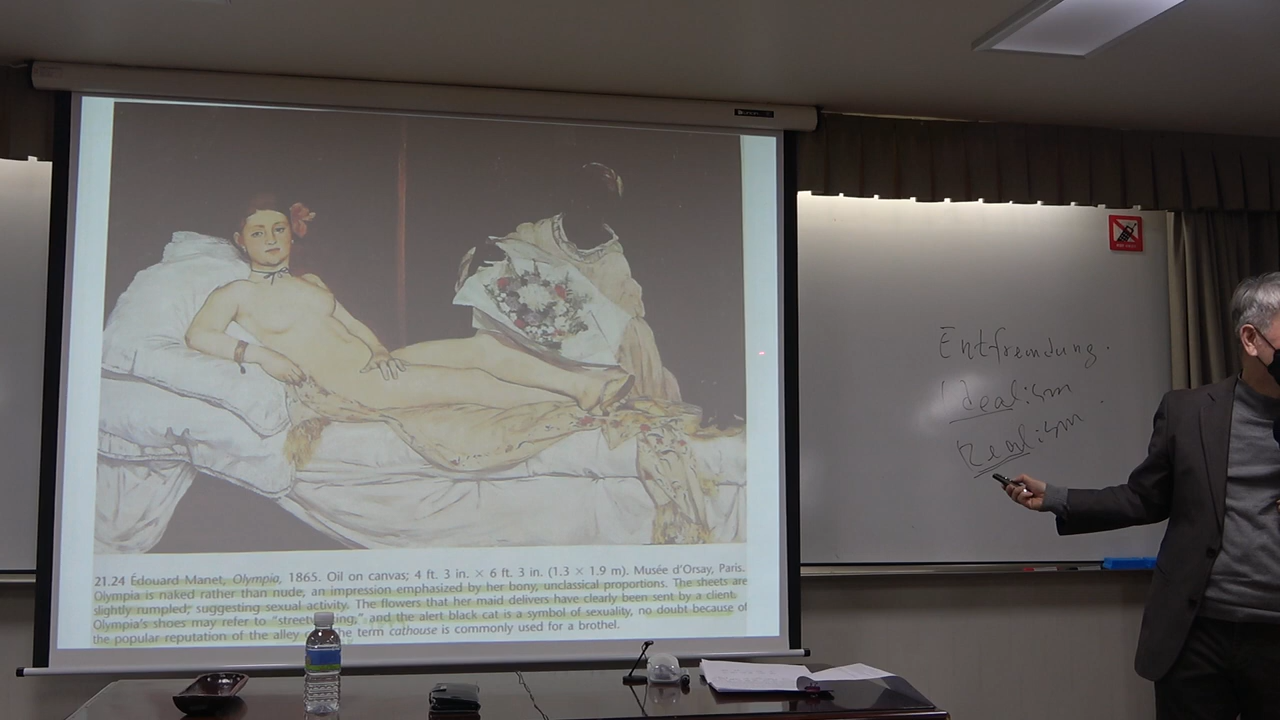 21.24 Édouard Manet, Olympia, 1865. Oil on canvas; 4 ft. 3 in. × 6 ft. 3 in. (1.3 × 1.9 m). Musée d'Orsay, Paris.
Olympia is naked rather than nude, an impression emphasized by her bony, unclassical proportions. The sheets are
slightly rumpled, suggesting sexual activity. The flowers that her maid delivers have clearly been sent by a client.
Olympia's shoes may refer to "street ing," and the alert black cat is a symbol of sexuality, no doubt because of
the popular reputation of the alley c The term cathouse is commonly used for a brothel.
Entfremdung.
Idealism
Realism